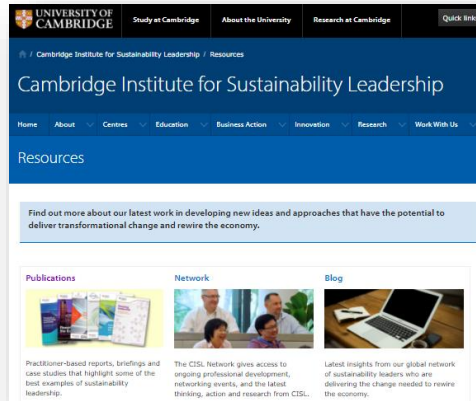 UNIVERSITY OF
CAMBRIDGE
Study at Cambridge
About the University
Research at Cambridge
Quick link
/ Cambridge Institute for Sustainability Leadership / Resources
Cambridge Institute for Sustainability Leadership
Home About Centres Education Business Action Innovation Research Work With Us
Resources
Find out more about our latest work in developing new ideas and approaches that have the potential to
deliver transformational change and rewire the economy.
Publications
Practitioner-based reports, briefings and
case studies that highlight some of the
best examples of sustainability
leadership.
Network
The CISL Network gives access to
ongoing professional development,
networking events, and the latest
thinking, action and research from CISL.
Blog
Latest insights from our global network
of sustainability leaders who are
delivering the change needed to rewire
the economy.